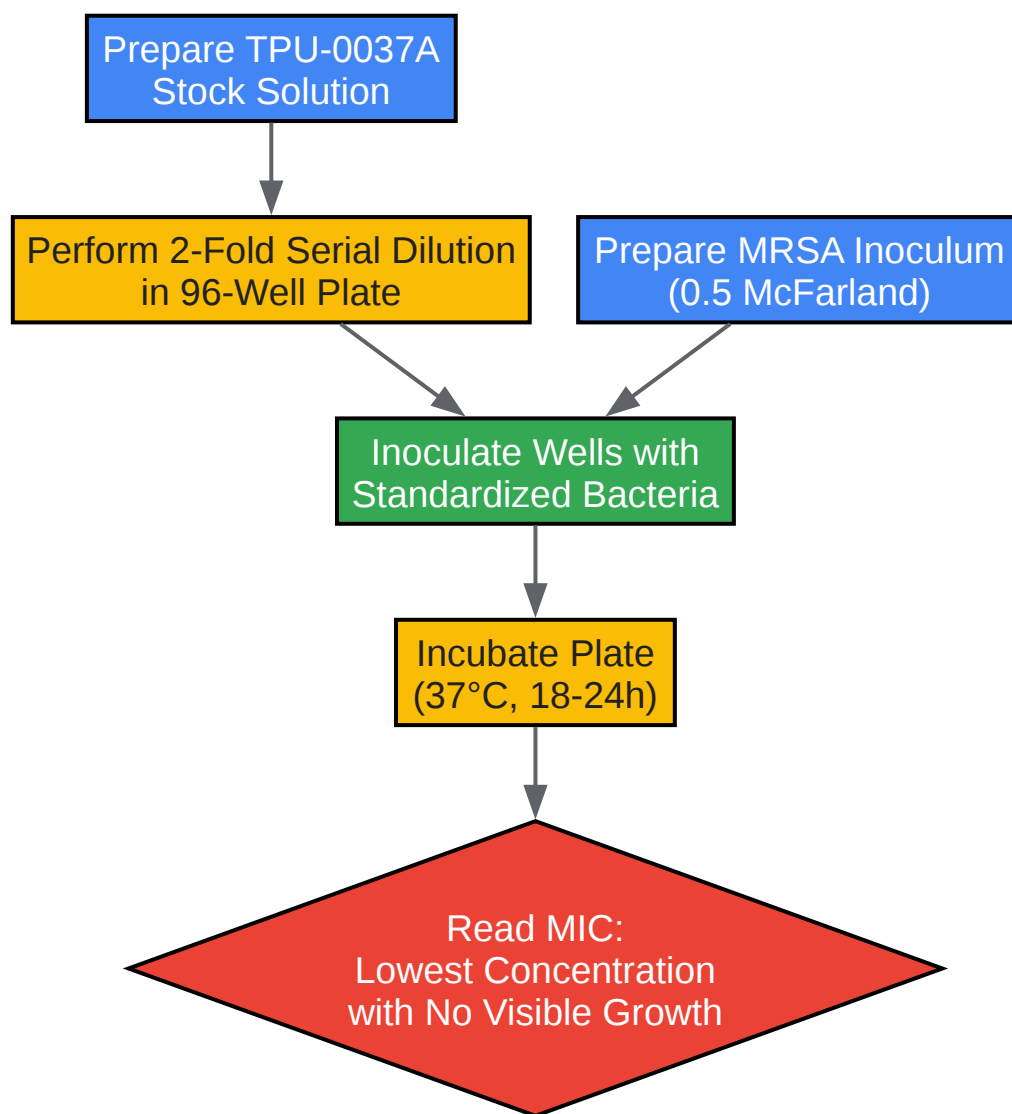 Prepare TPU-0037A
Stock Solution
Perform 2-Fold Serial Dilution
in 96-Well Plate
Prepare MRSA Inoculum
(0.5 McFarland)
Inoculate Wells with
Standardized Bacteria
Incubate Plate
(37°C, 18-24h)
Read MIC:
Lowest Concentration
with No Visible Growth